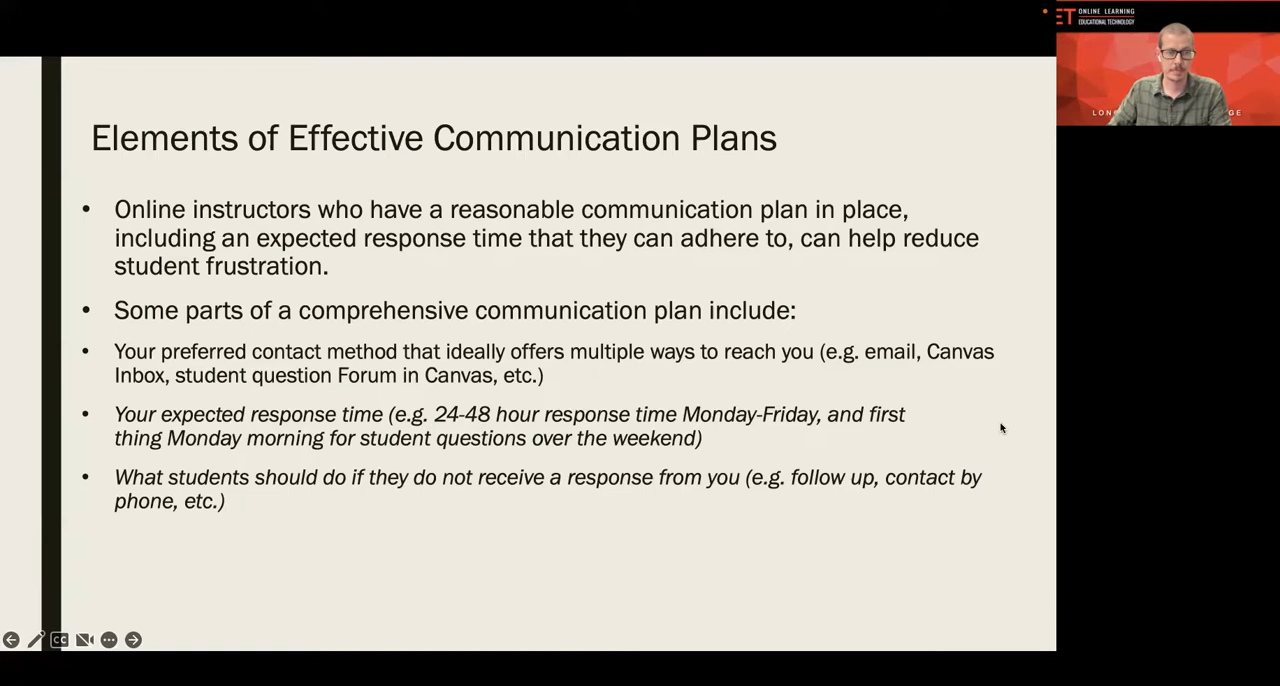 ET ONLINE LEARNING
EDUCATIONAL TECHNOLOGY
Elements of Effective Communication Plans
• Online instructors who have a reasonable communication plan in place,
including an expected response time that they can adhere to, can help reduce
student frustration.
• Some parts of a comprehensive communication plan include:
• Your preferred contact method that ideally offers multiple ways to reach you (e.g. email, Canvas
Inbox, student question Forum in Canvas, etc.)
• Your expected response time (e.g. 24-48 hour response time Monday-Friday, and first
thing Monday morning for student questions over the weekend)
• What students should do if they do not receive a response from you (e.g. follow up, contact by
phone, etc.)
CC